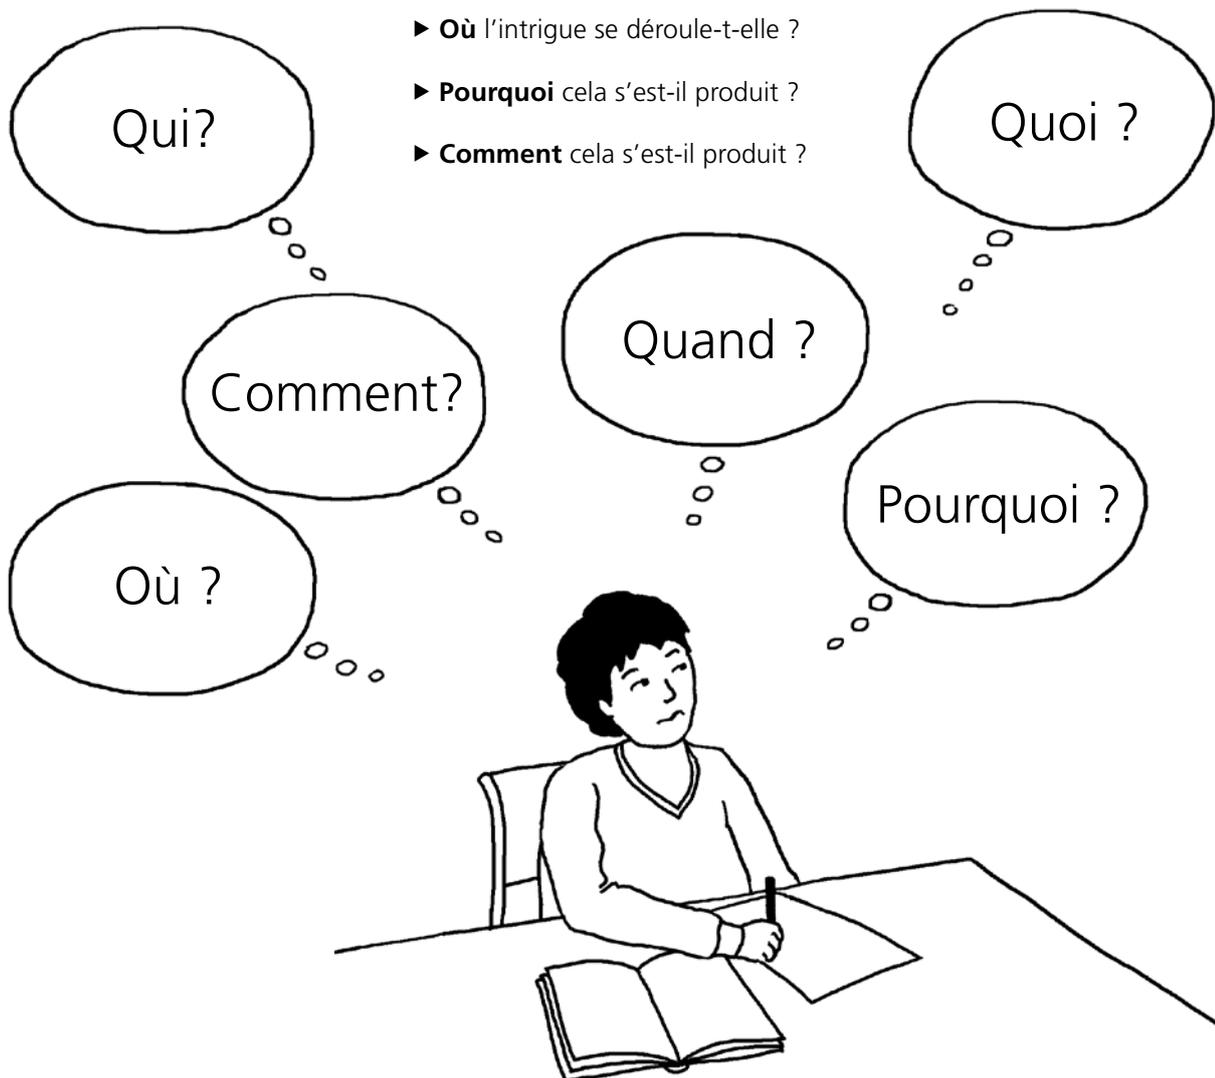 ▶ Où l’intrigue se déroule-t-elle ?
▶ Pourquoi cela s’est-il produit ?
▶ Comment cela s’est-il produit ?
Qui?
Quoi ?
Quand ?
Comment?
Pourquoi ?
Où ?